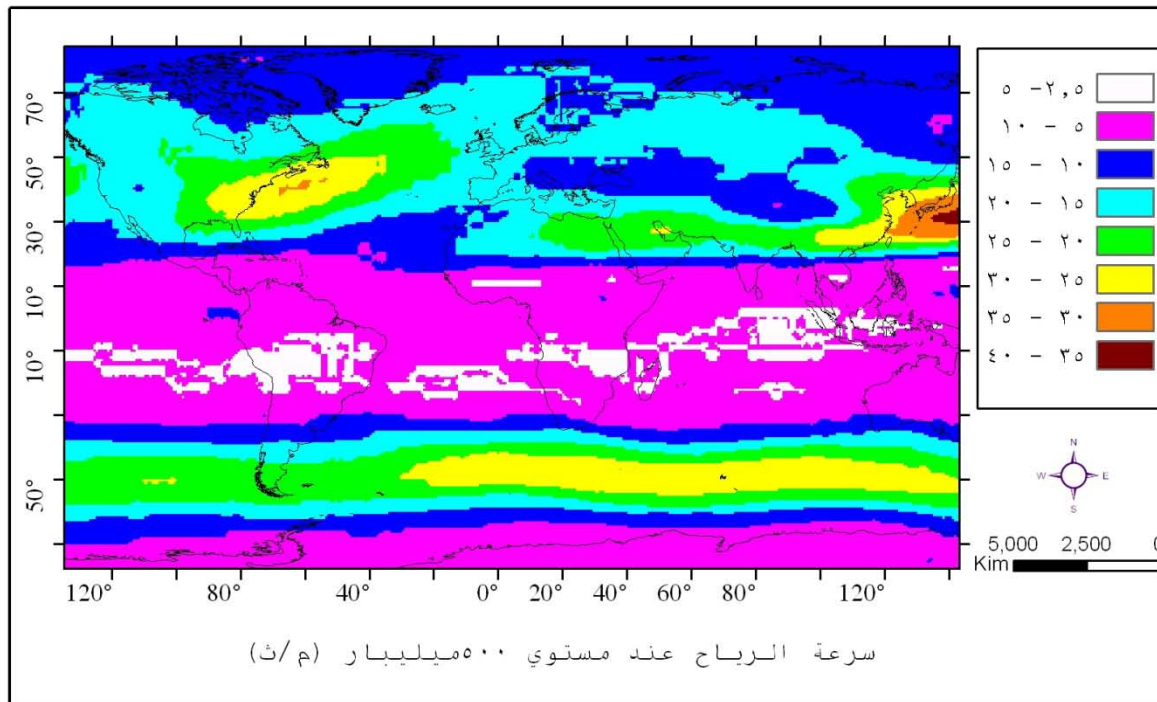 70°
50°
30°
10°
10°
50°
120° 80° 40° 0° 20° 40° 60° 80° 120°
٢,٥ - ٥
٥ - ١٠
١٠ - ١٥
١٥ - ٢٠
٢٠ - ٢٥
٢٥ - ٣٠
٣٠ - ٣٥
٣٥ - ٤٠
N
W E
S
5,000 2,500 0
Kim
سرعة الرياح عند مستوي ٥٠٠ميليبار (م/ث)